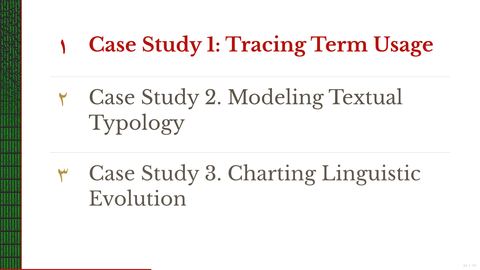 ١ Case Study 1: Tracing Term Usage
٢ Case Study 2. Modeling Textual
Typology
٣ Case Study 3. Charting Linguistic
Evolution